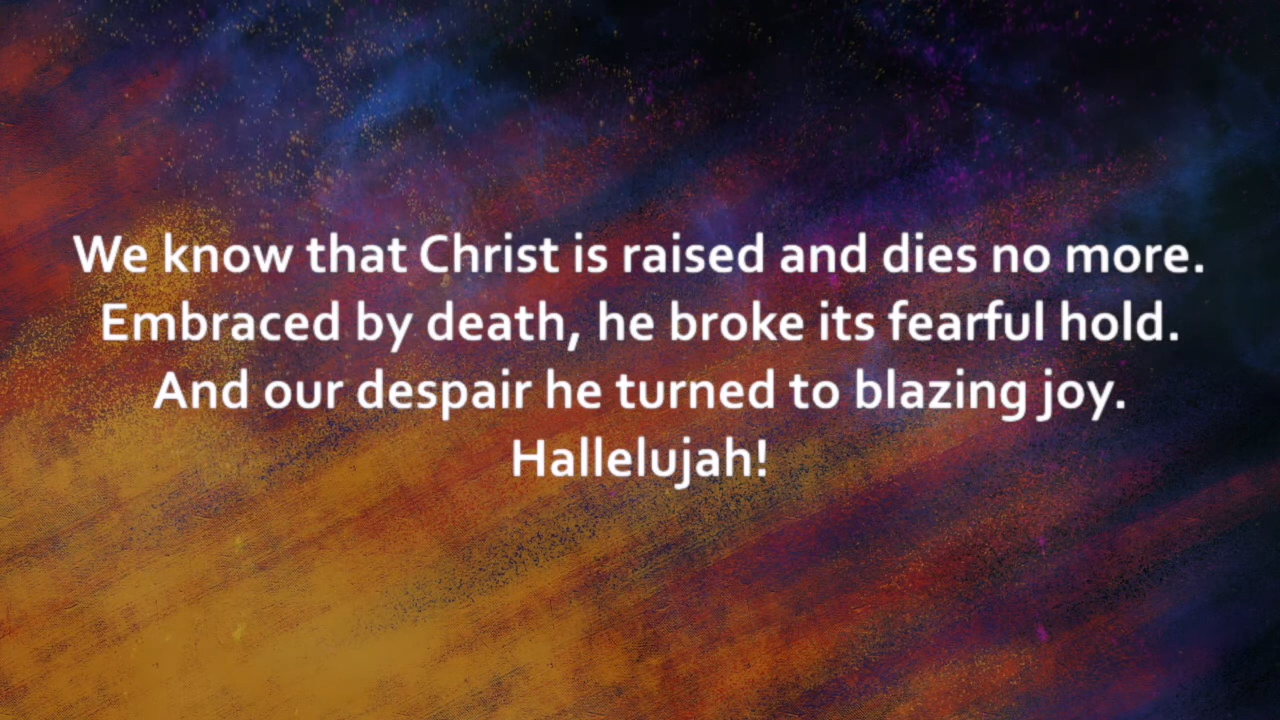 We know that Christ is raised and dies no more.
Embraced by death, he broke its fearful hold.
And our despair he turned to blazing joy.
Hallelujah!